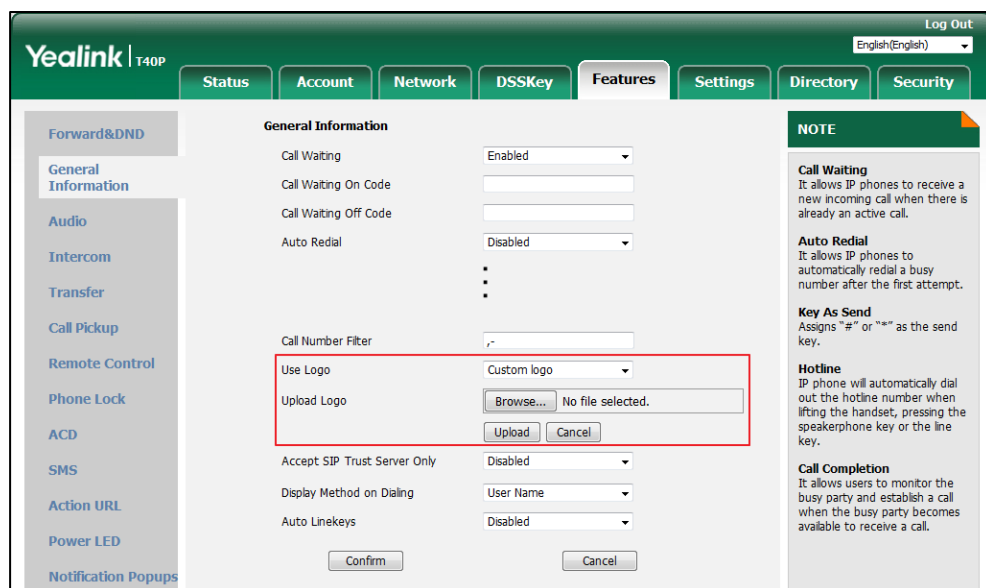 Log Out
Yealink T40P
English(English)
Status Account Network DSSKey Features Settings Directory Security
Forward&DND
General
Information
Audio
Intercom
Transfer
Call Pickup
Remote Control
Phone Lock
ACD
SMS
Action URL
Power LED
Notification Popups
General Information
Call Waiting Enabled
Call Waiting On Code
Call Waiting Off Code
Auto Redial Disabled
Call Number Filter ,-
Use Logo Custom logo
Upload Logo Browse... No file selected.
Upload Cancel
Accept SIP Trust Server Only Disabled
Display Method on Dialing User Name
Auto Linekeys Disabled
Confirm Cancel
NOTE
Call Waiting
It allows IP phones to receive a
new incoming call when there is
already an active call.
Auto Redial
It allows IP phones to
automatically redial a busy
number after the first attempt.
Key As Send
Assigns "#" or "*" as the send
key.
Hotline
IP phone will automatically dial
out the hotline number when
lifting the handset, pressing the
speakerphone key or the line
key.
Call Completion
It allows users to monitor the
busy party and establish a call
when the busy party becomes
available to receive a call.